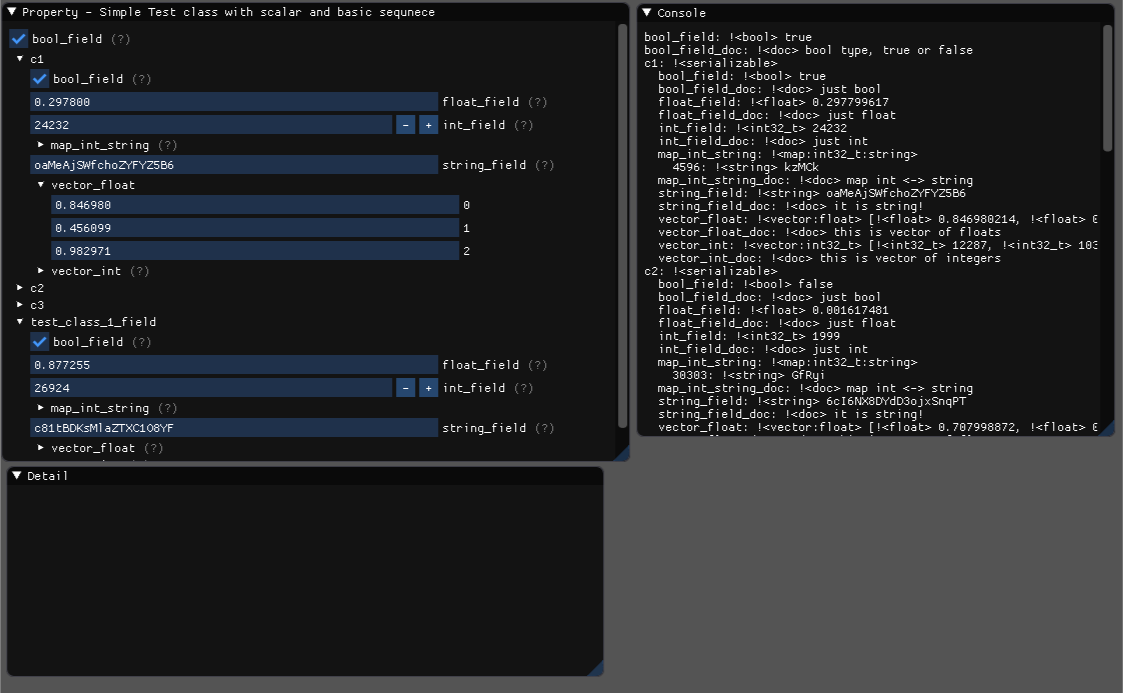 Property - Simple Test class with scalar and basic sequnece
bool_field (?)
c1
bool_field (?)
0.297800 float_field (?)
24232 - + int_field (?)
map_int_string (?)
oaMeAjSWfchoZYFYZ5B6 string_field (?)
vector_float
0.846980 0
0.456099 1
0.982971 2
vector_int (?)
c2
c3
test_class_1_field
bool_field (?)
0.877255 float_field (?)
26924 - + int_field (?)
map_int_string (?)
c81tBDKsMlaZTXC1O8YF string_field (?)
vector_float (?)
Detail
Console
bool_field: !<bool> true
bool_field_doc: !<doc> bool type, true or false
c1: !<serializable>
bool_field: !<bool> true
bool_field_doc: !<doc> just bool
float_field: !<float> 0.297799617
float_field_doc: !<doc> just float
int_field: !<int32_t> 24232
int_field_doc: !<doc> just int
map_int_string: !<map:int32_t:string>
4596: !<string> kzMCk
map_int_string_doc: !<doc> map int <-> string
string_field: !<string> oaMeAjSWfchoZYFYZ5B6
string_field_doc: !<doc> it is string!
vector_float: !<vector:float> [!<float> 0.846980214, !<float> 0
vector_float_doc: !<doc> this is vector of floats
vector_int: !<vector:int32_t> [!<int32_t> 12287, !<int32_t> 103
vector_int_doc: !<doc> this is vector of integers
c2: !<serializable>
bool_field: !<bool> false
bool_field_doc: !<doc> just bool
float_field: !<float> 0.001617481
float_field_doc: !<doc> just float
int_field: !<int32_t> 1999
int_field_doc: !<doc> just int
map_int_string: !<map:int32_t:string>
30303: !<string> GfRyi
map_int_string_doc: !<doc> map int <-> string
string_field: !<string> 6cI6NX8DYdD3ojxSnqPT
string_field_doc: !<doc> it is string!
vector_float: !<vector:float> [!<float> 0.707998872, !<float> 0